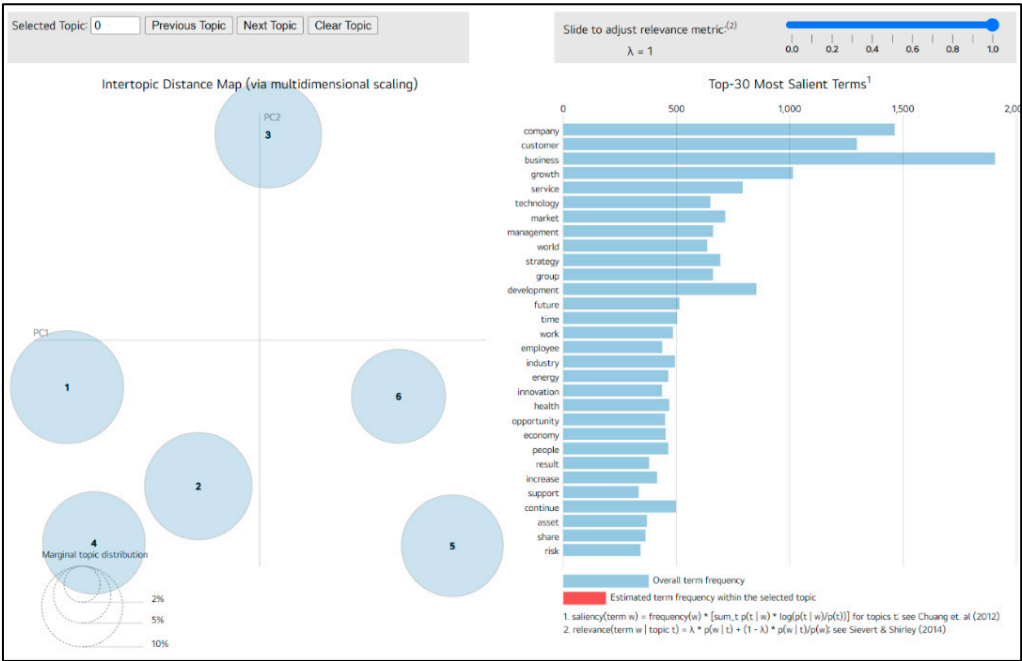 Selected Topic: 0 Previous Topic Next Topic Clear Topic
Slide to adjust relevance metric:(2)
λ = 1
0.0 0.2 0.4 0.6 0.8 1.0
Intertopic Distance Map (via multidimensional scaling)
PC2
3
PC1
1
6
2
4
5
Marginal topic distribution
2%
5%
10%
Top-30 Most Salient Terms1
0 500 1,000 1,500 2,00
company
customer
business
growth
service
technology
market
management
world
strategy
group
development
future
time
work
employee
industry
energy
innovation
health
opportunity
economy
people
result
increase
support
continue
asset
share
risk
Overall term frequency
Estimated term frequency within the selected topic
1. saliency(term w) = frequency(w) * [sum_t p(t | w) * log(p(t | w)/p(t))] for topics t; see Chuang et. al (2012)
2. relevance(term w | topic t) = λ * p(w | t) + (1 - λ) * p(w | t)/p(w); see Sievert & Shirley (2014)